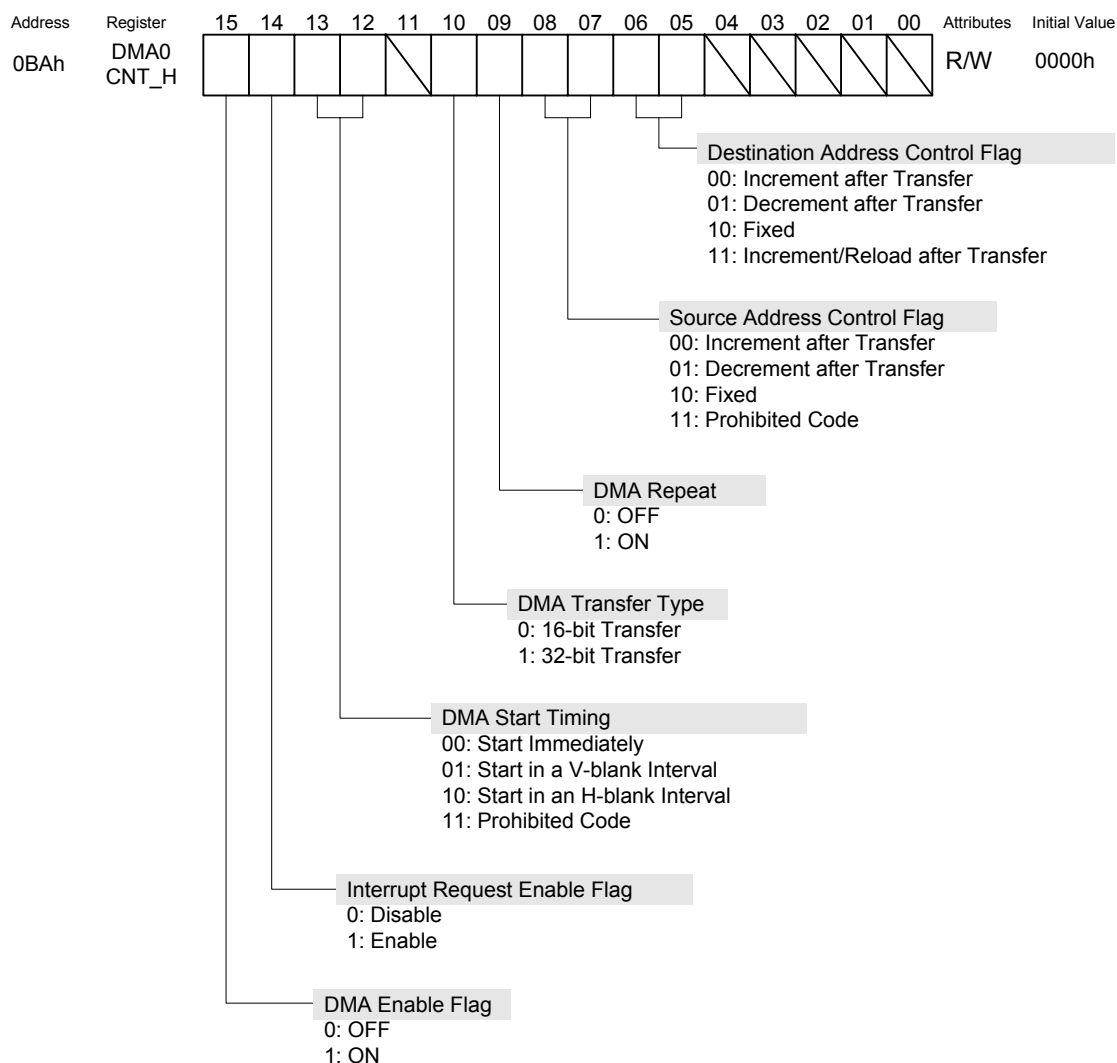 Address Register 15 14 13 12 11 10 09 08 07 06 05 04 03 02 01 00 Attributes Initial Value
0BAh DMA0 R/W 0000h
CNT_H
Destination Address Control Flag
00: Increment after Transfer
01: Decrement after Transfer
10: Fixed
11: Increment/Reload after Transfer
Source Address Control Flag
00: Increment after Transfer
01: Decrement after Transfer
10: Fixed
11: Prohibited Code
DMA Repeat
0: OFF
1: ON
DMA Transfer Type
0: 16-bit Transfer
1: 32-bit Transfer
DMA Start Timing
00: Start Immediately
01: Start in a V-blank Interval
10: Start in an H-blank Interval
11: Prohibited Code
Interrupt Request Enable Flag
0: Disable
1: Enable
DMA Enable Flag
0: OFF
1: ON